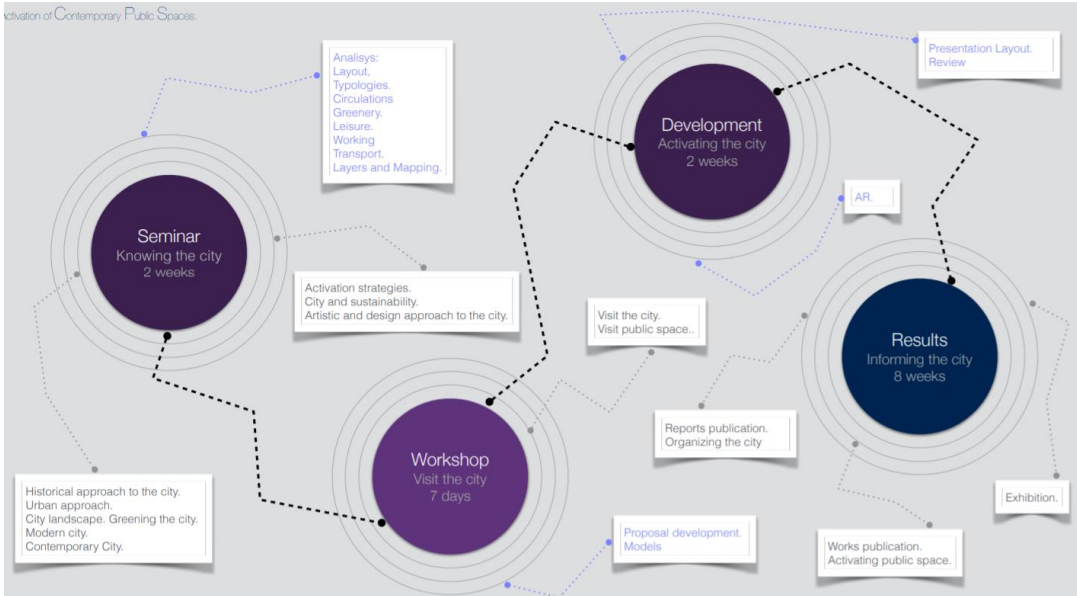 ctivation of Contemporary Public Spaces.
Analisys:
Layout,
Typologies.
Circulations
Greenery.
Leisure.
Working
Transport.
Layers and Mapping.
Presentation Layout.
Review
Development
Activating the city
2 weeks
AR.
Seminar
Knowing the city
2 weeks
Activation strategies.
City and sustainability.
Artistic and design approach to the city.
Visit the city.
Visit public space..
Results
Informing the city
8 weeks
Reports publication.
Organizing the city
Workshop
Visit the city
7 days
Historical approach to the city.
Urban approach.
City landscape. Greening the city.
Modern city.
Contemporary City.
Exhibition.
Proposal development.
Models
Works publication.
Activating public space.